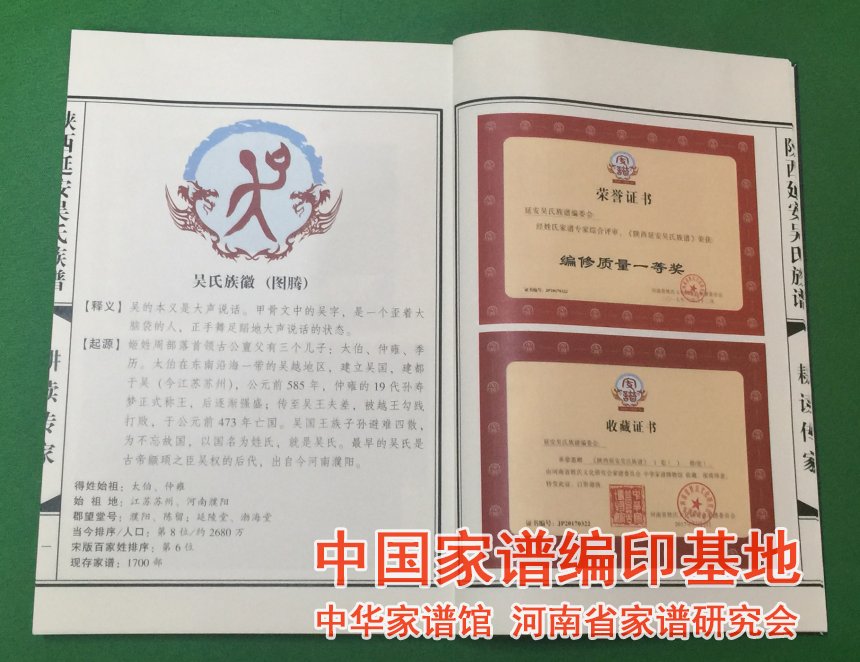 陕西延安吴氏族谱
耕读传家
一
吴氏族徽（图腾）
【释义】吴的本义是大声说话。甲骨文中的吴字，是一个歪着大
脑袋的人，正手舞足蹈地大声说话的状态。
【起源】姬姓周部落首领古公亶父有三个儿子：太伯、仲雍、季
历。太伯在东南沿海一带的吴越地区，建立吴国，建都
于吴（今江苏苏州），公元前585年，仲雍的19代孙寿
梦正式称王，后逐渐强盛；传至吴王夫差，被越王勾践
打败，于公元前473年亡国。吴国王族子孙避难四散，
为不忘故国，以国名为姓氏，就是吴氏。最早的吴氏是
古帝颛顼之臣吴权的后代，出自今河南濮阳。
得姓始祖：太伯、仲雍
始祖地：江苏苏州、河南濮阳
郡望堂号：濮阳、陈留；延陵堂、渤海堂
当今排序/人口：第8位/约2680万
宋版百家姓排序：第6位
现存家谱：1700部
荣誉证书
延安吴氏族谱编委会
经姓氏家谱专家综合评审，《陕西延安吴氏族谱》荣获
编修质量一等奖
证书编号：JP20170322
收藏证书
延安吴氏族谱编委会
证书编号：JP20170322
陕西延安吴氏族谱
耕读传家
中国家谱编印基地
中华家谱馆 河南省家谱研究会